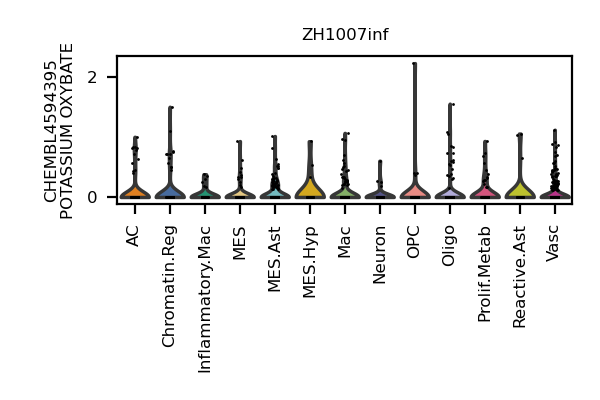 ZH1007inf
CHEMBL4594395
POTASSIUM OXYBATE
2
0
AC
Chromatin.Reg
Inflammatory.Mac
MES
MES.Ast
MES.Hyp
Mac
Neuron
OPC
Oligo
Prolif.Metab
Reactive.Ast
Vasc